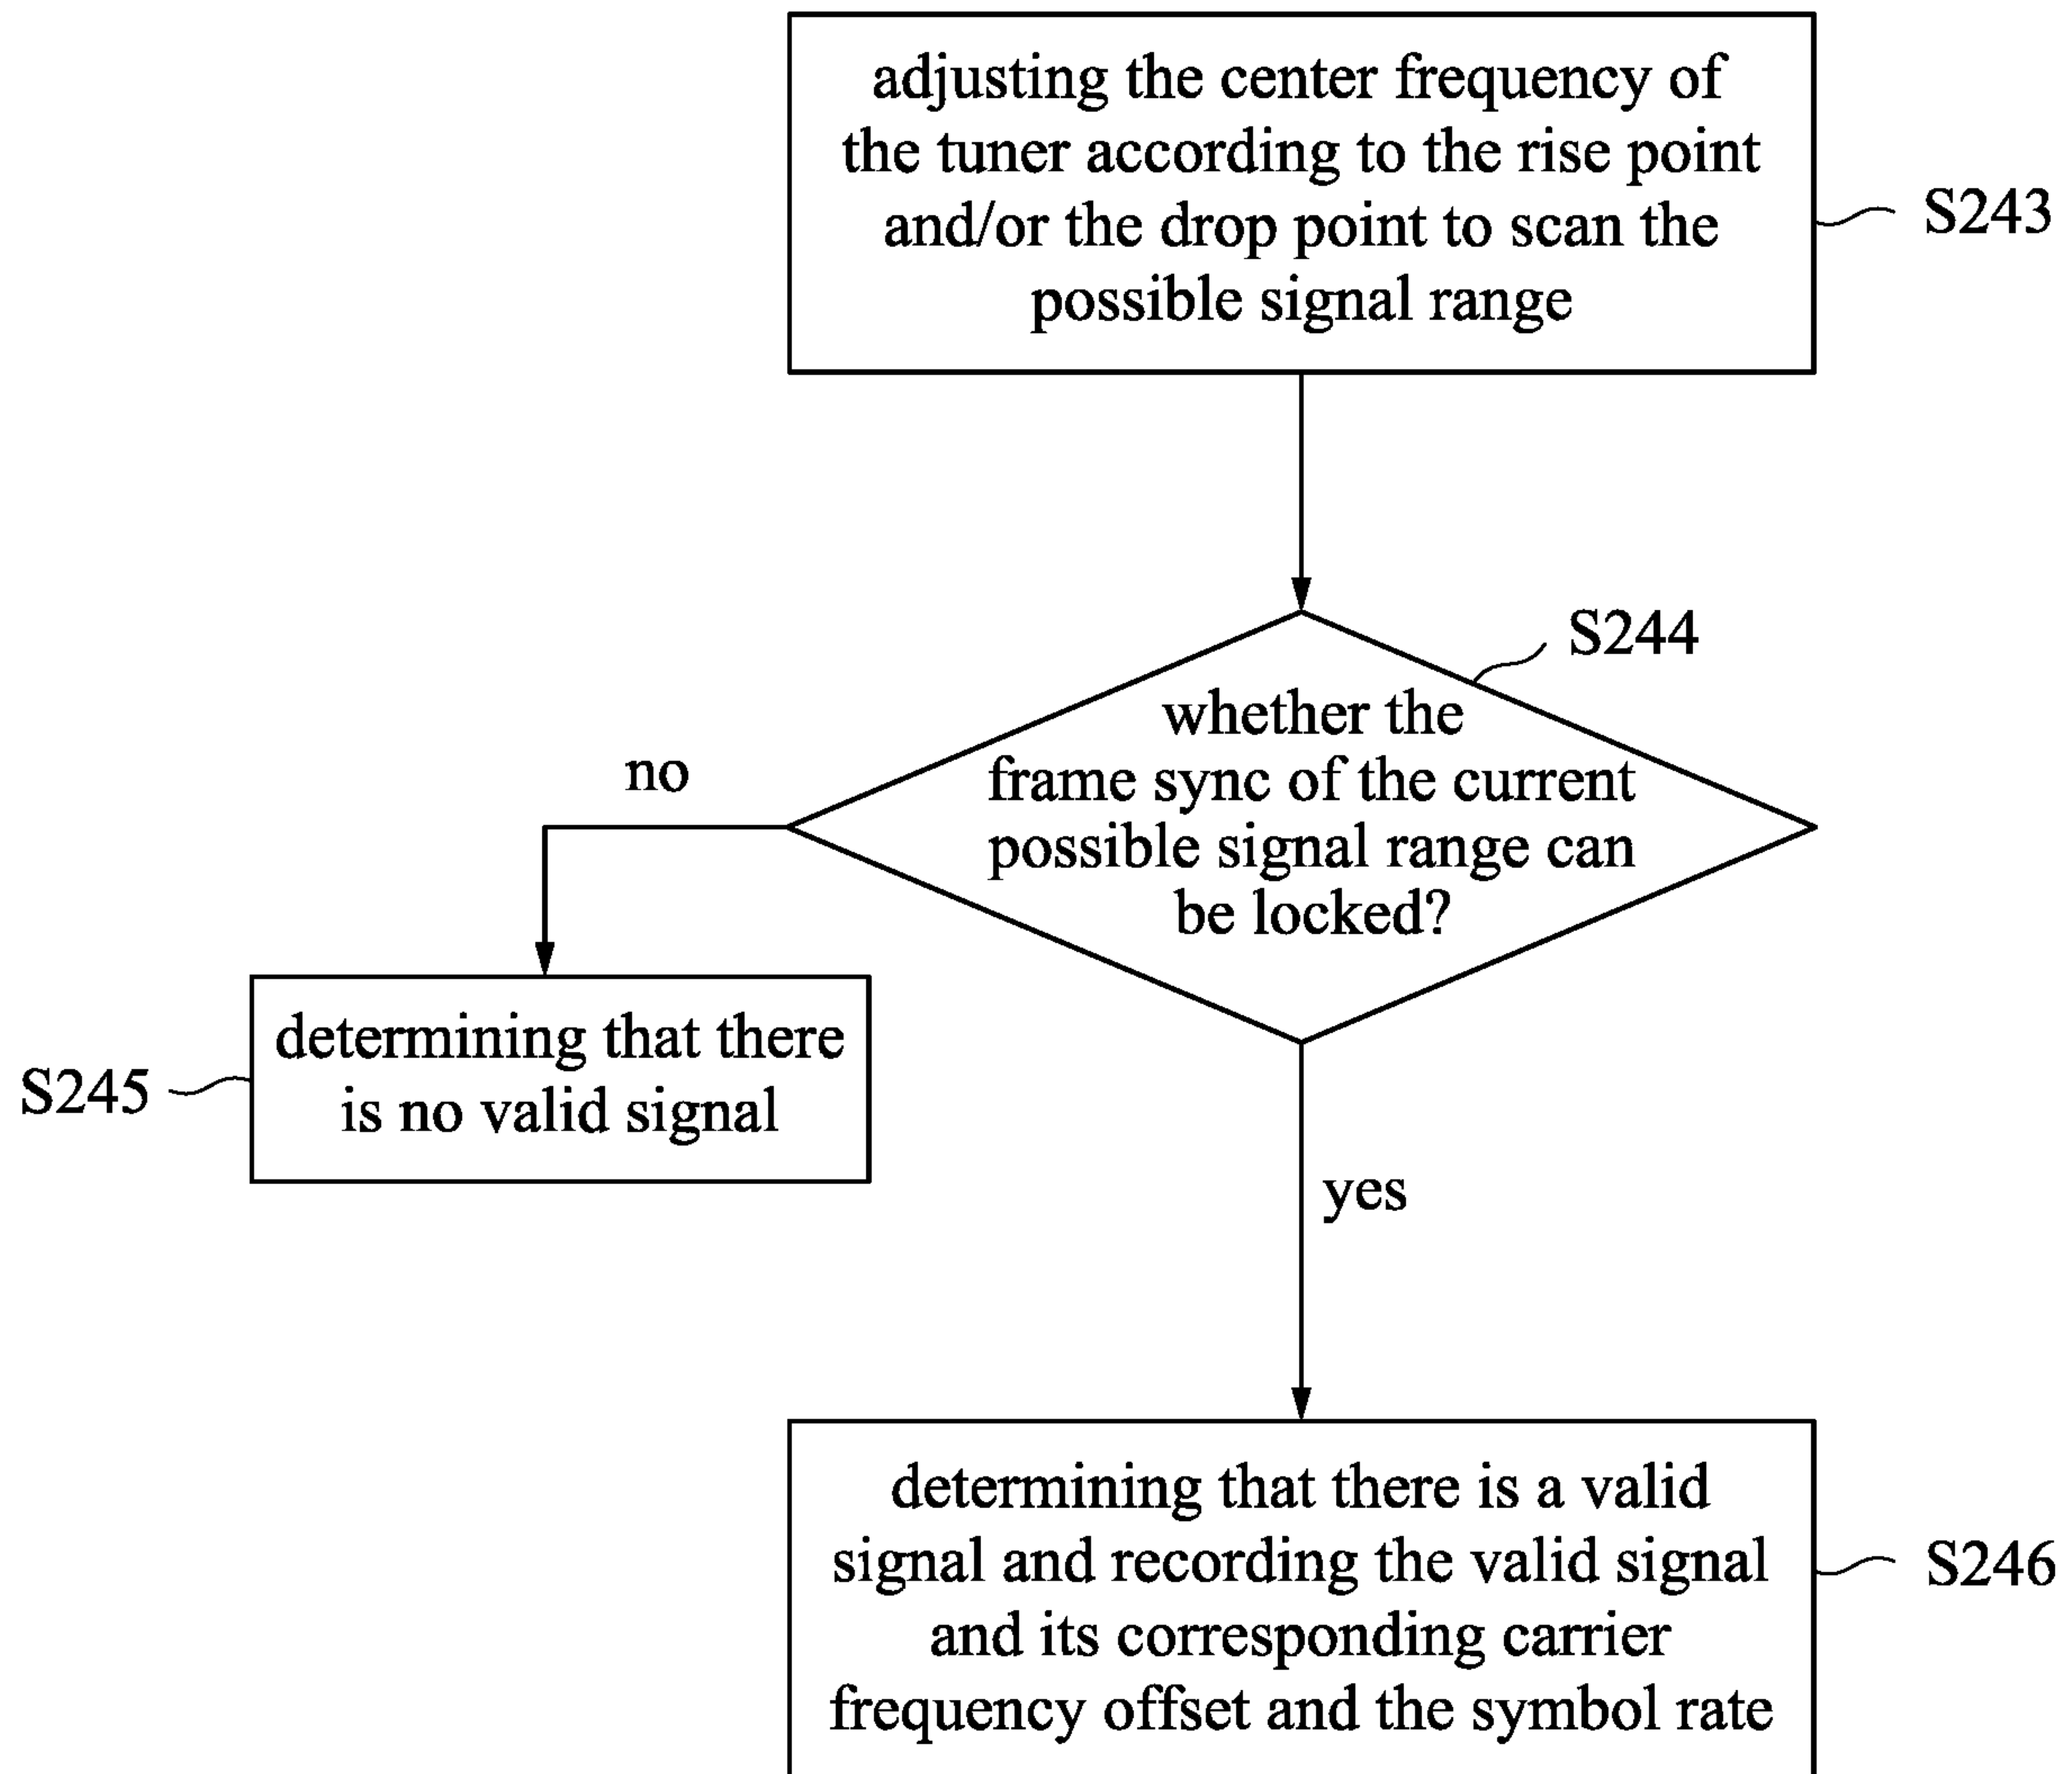 adjusting the center frequency of
the tuner according to the rise point
and/or the drop point to scan the
possible signal range
S243
S244
whether the
frame sync of the current
possible signal range can
be locked?
no
determining that there
is no valid signal
S245
yes
determining that there is a valid
signal and recording the valid signal
and its corresponding carrier
frequency offset and the symbol rate
S246